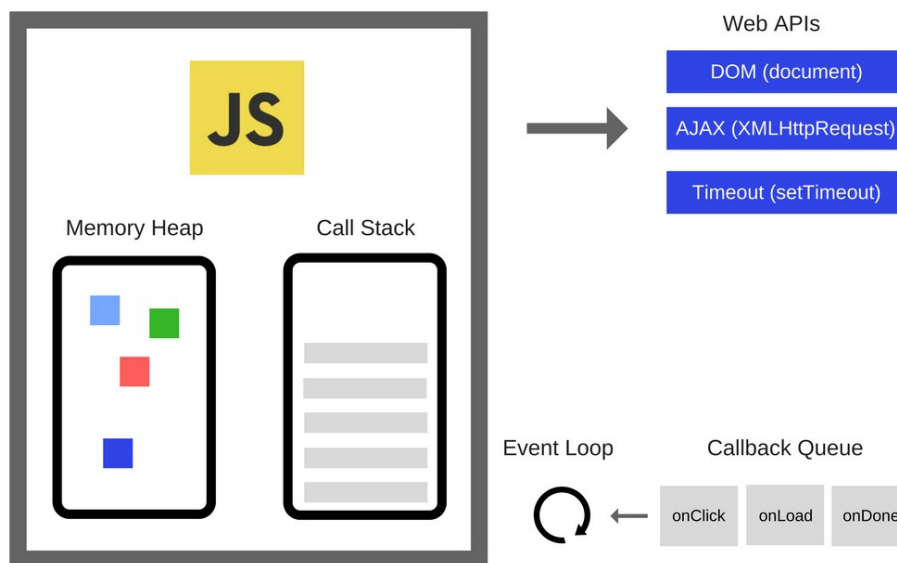 Web APIs
DOM (document)
JS
AJAX (XMLHttpRequest)
Timeout (setTimeout)
Memory Heap
Call Stack
Event Loop
Callback Queue
onClick
onLoad
onDone